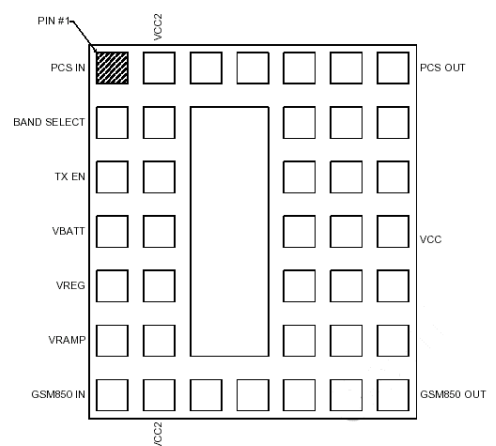 PIN #1
VCC2
PCS IN
PCS OUT
BAND SELECT
TX EN
VBATT
VCC
VREG
VRAMP
GSM850 IN
GSM850 OUT
VCC2